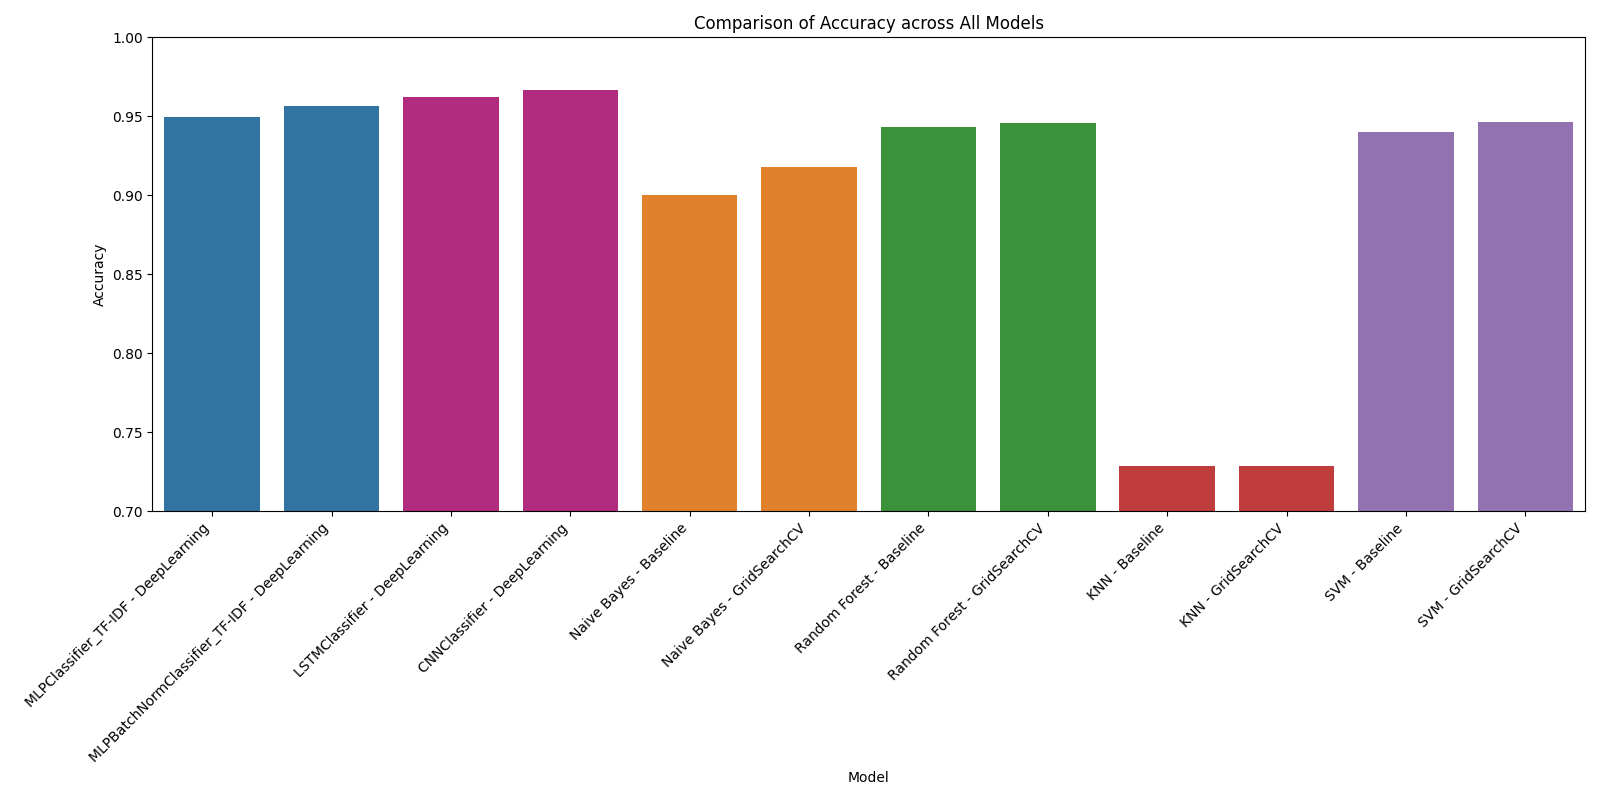 Comparison of Accuracy across All Models
1.00
0.95
0.90
0.85
0.80
0.75
0.70
Accuracy
MLPClassifier_TF-IDF - DeepLearning
MLPBatchNormClassifier_TF-IDF - DeepLearning
LSTMClassifier - DeepLearning
CNNClassifier - DeepLearning
Naive Bayes - Baseline
Naive Bayes - GridSearchCV
Random Forest - Baseline
Random Forest - GridSearchCV
KNN - Baseline
KNN - GridSearchCV
SVM - Baseline
SVM - GridSearchCV
Model